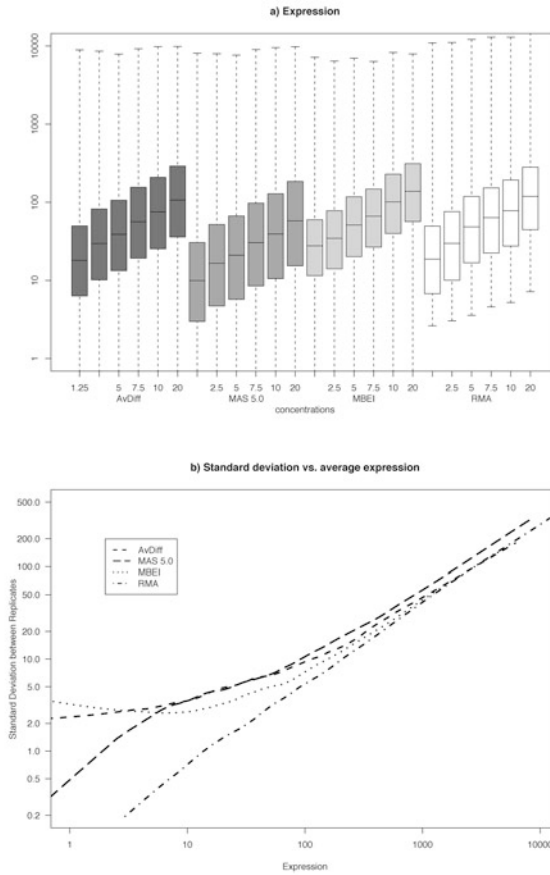 a) Expression
10000
1000
100
10
1
1.25 5 7.5 10 20 2.5 5 7.5 10 20 2.5 5 7.5 10 20 2.5 5 7.5 10 20
AvDiff MAS 5.0 MBEI RMA
concentrations
b) Standard deviation vs. average expression
Standard Deviation between Replicates
500.0
200.0
100.0
50.0
20.0
10.0
5.0
2.0
1.0
0.5
0.2
AvDiff
MAS 5.0
MBEI
RMA
1 10 100 1000 10000
Expression